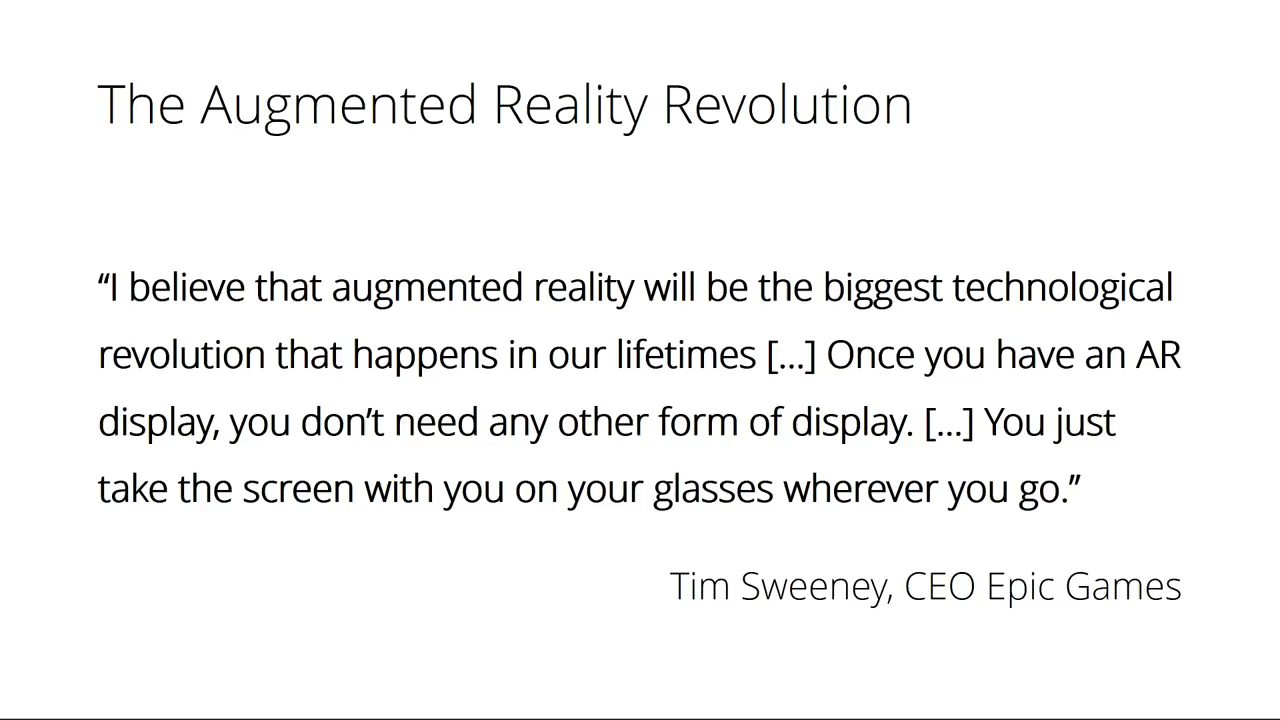 The Augmented Reality Revolution
“I believe that augmented reality will be the biggest technological
revolution that happens in our lifetimes [...] Once you have an AR
display, you don’t need any other form of display. [...] You just
take the screen with you on your glasses wherever you go.”
Tim Sweeney, CEO Epic Games